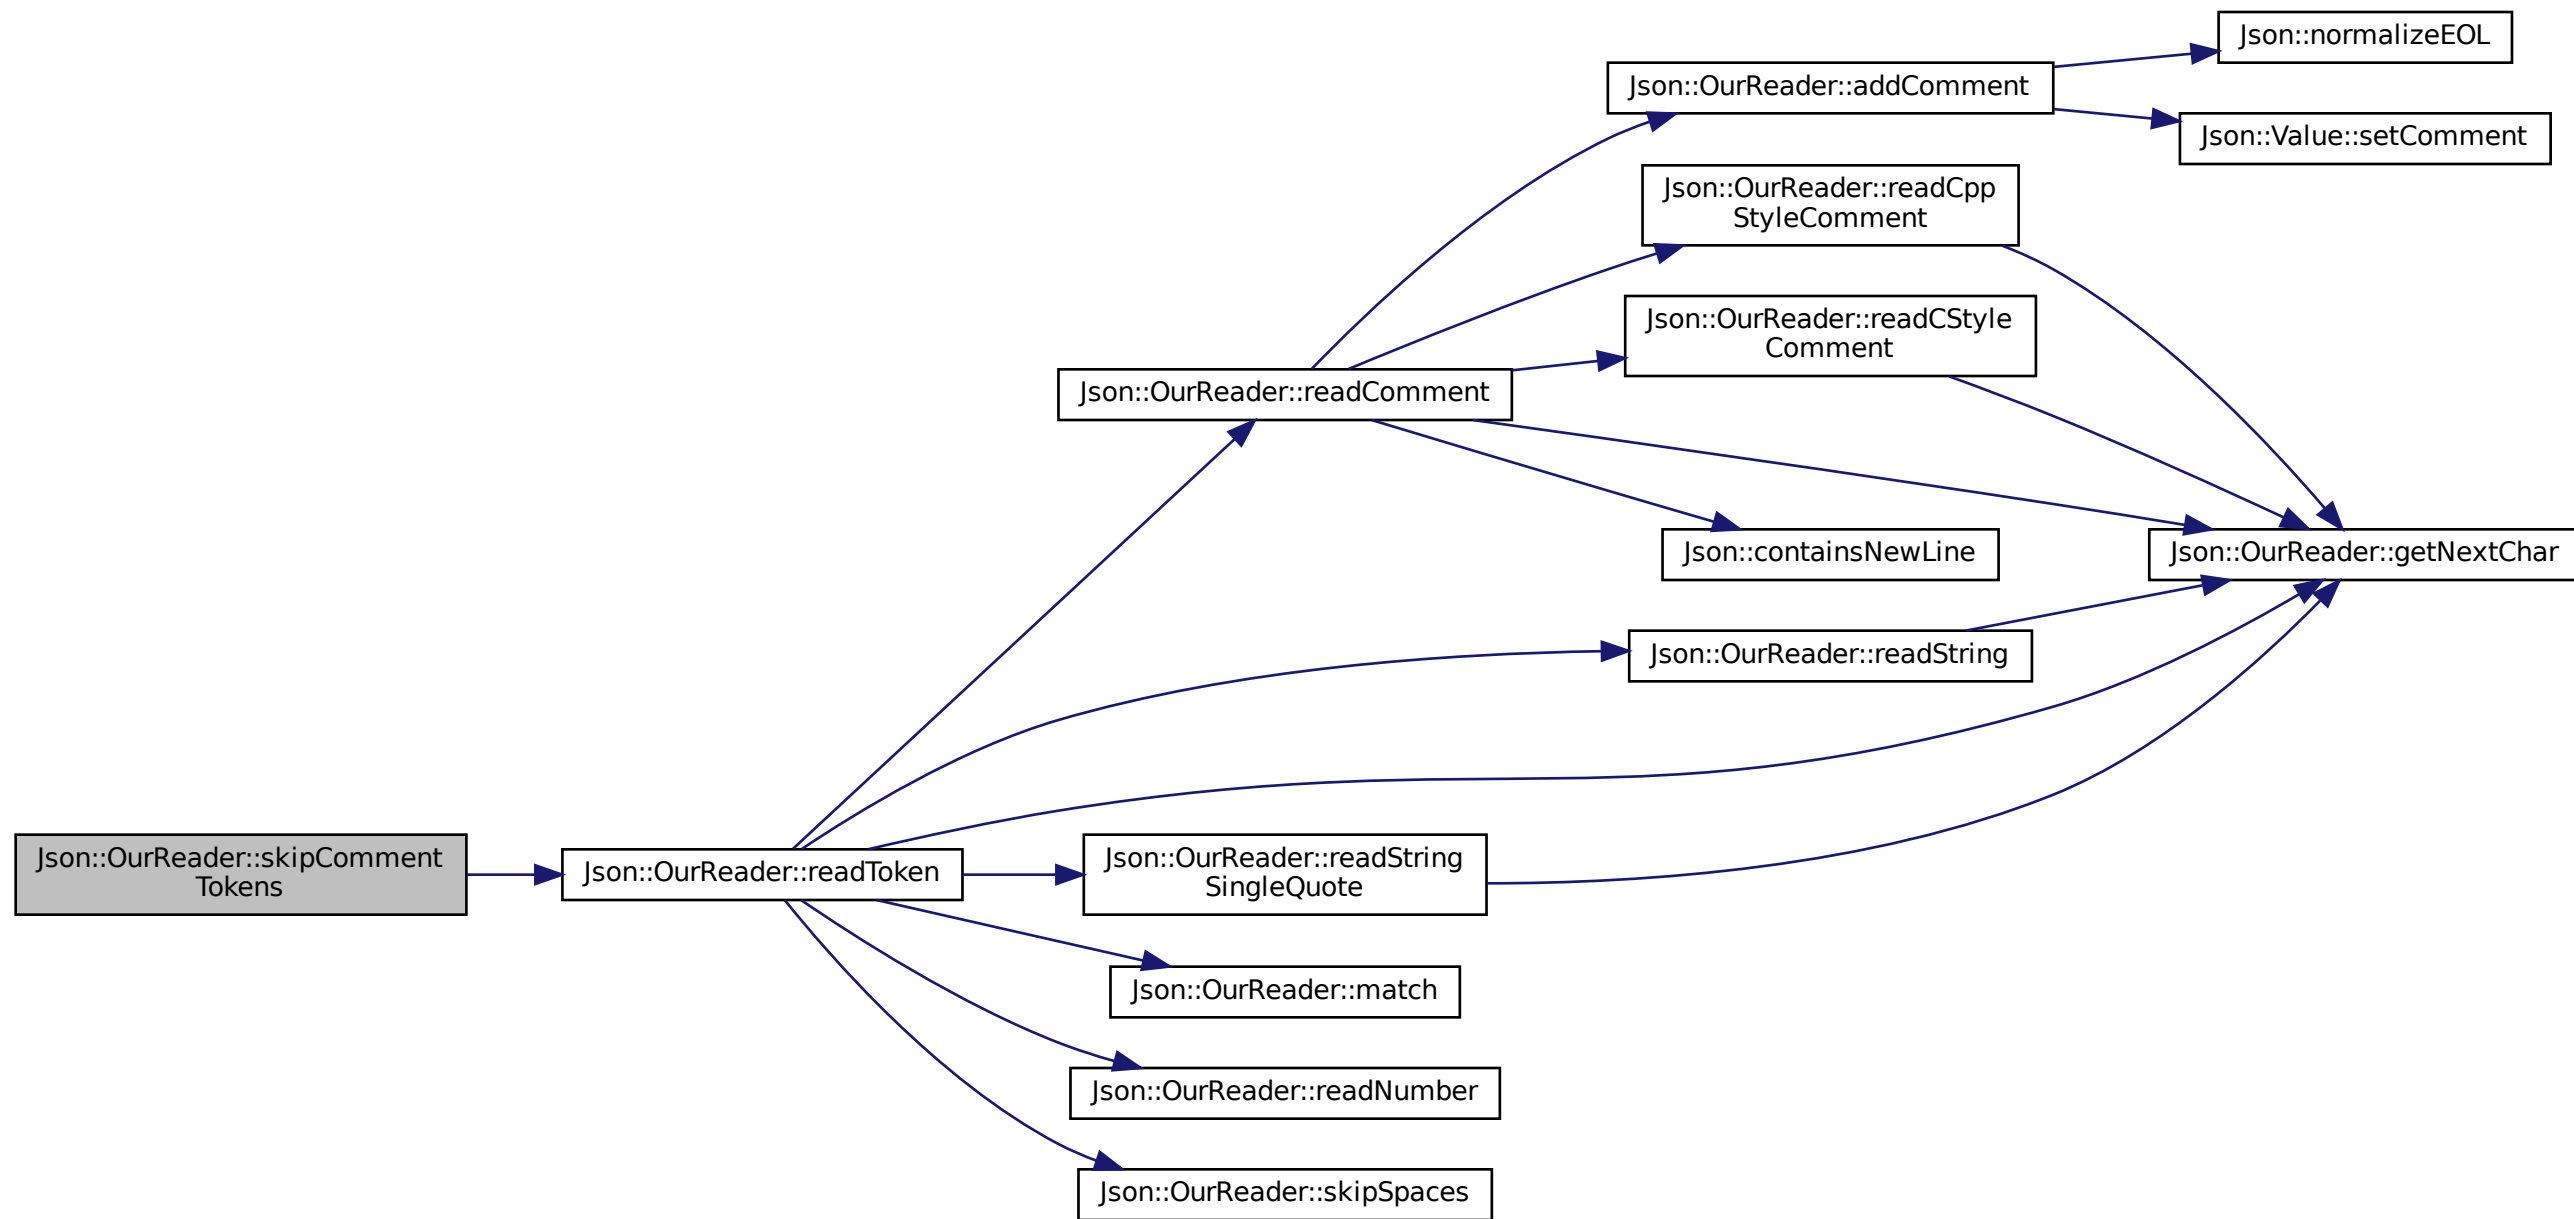 Json::normalizeEOL
Json::OurReader::addComment
Json::Value::setComment
Json::OurReader::readCpp
StyleComment
Json::OurReader::readCStyle
Comment
Json::OurReader::readComment
Json::containsNewLine
Json::OurReader::getNextChar
Json::OurReader::readString
Json::OurReader::skipComment
Tokens
Json::OurReader::readToken
Json::OurReader::readString
SingleQuote
Json::OurReader::match
Json::OurReader::readNumber
Json::OurReader::skipSpaces